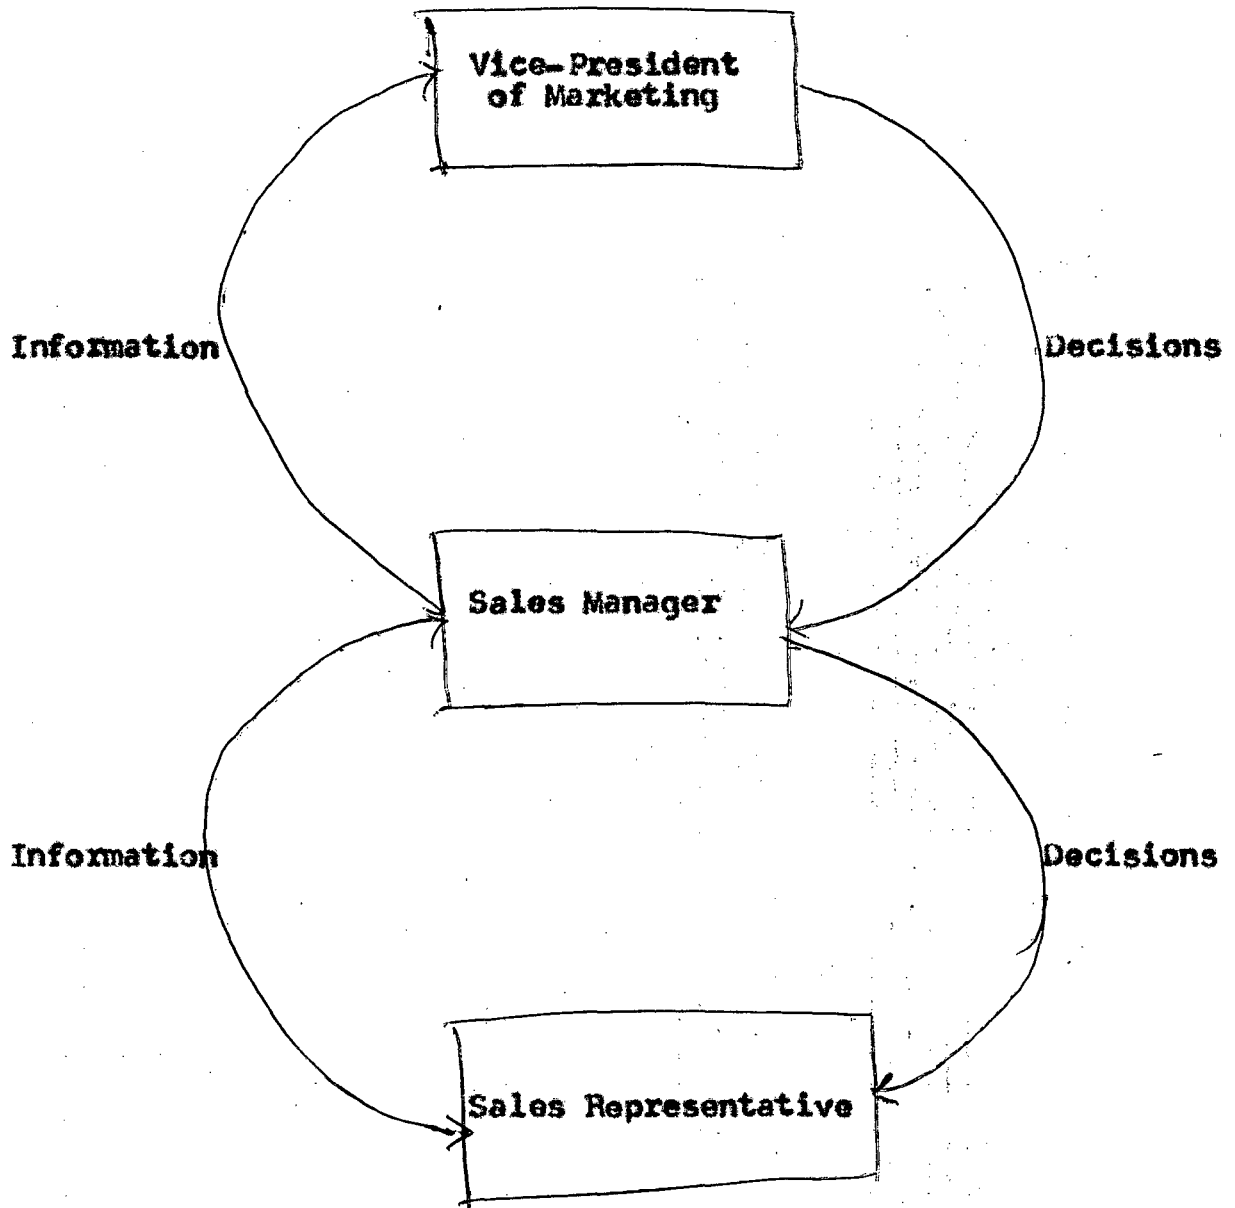 Vice-President
of Marketing
Information
Decisions
Sales Manager
Information
Decisions
Sales Representative